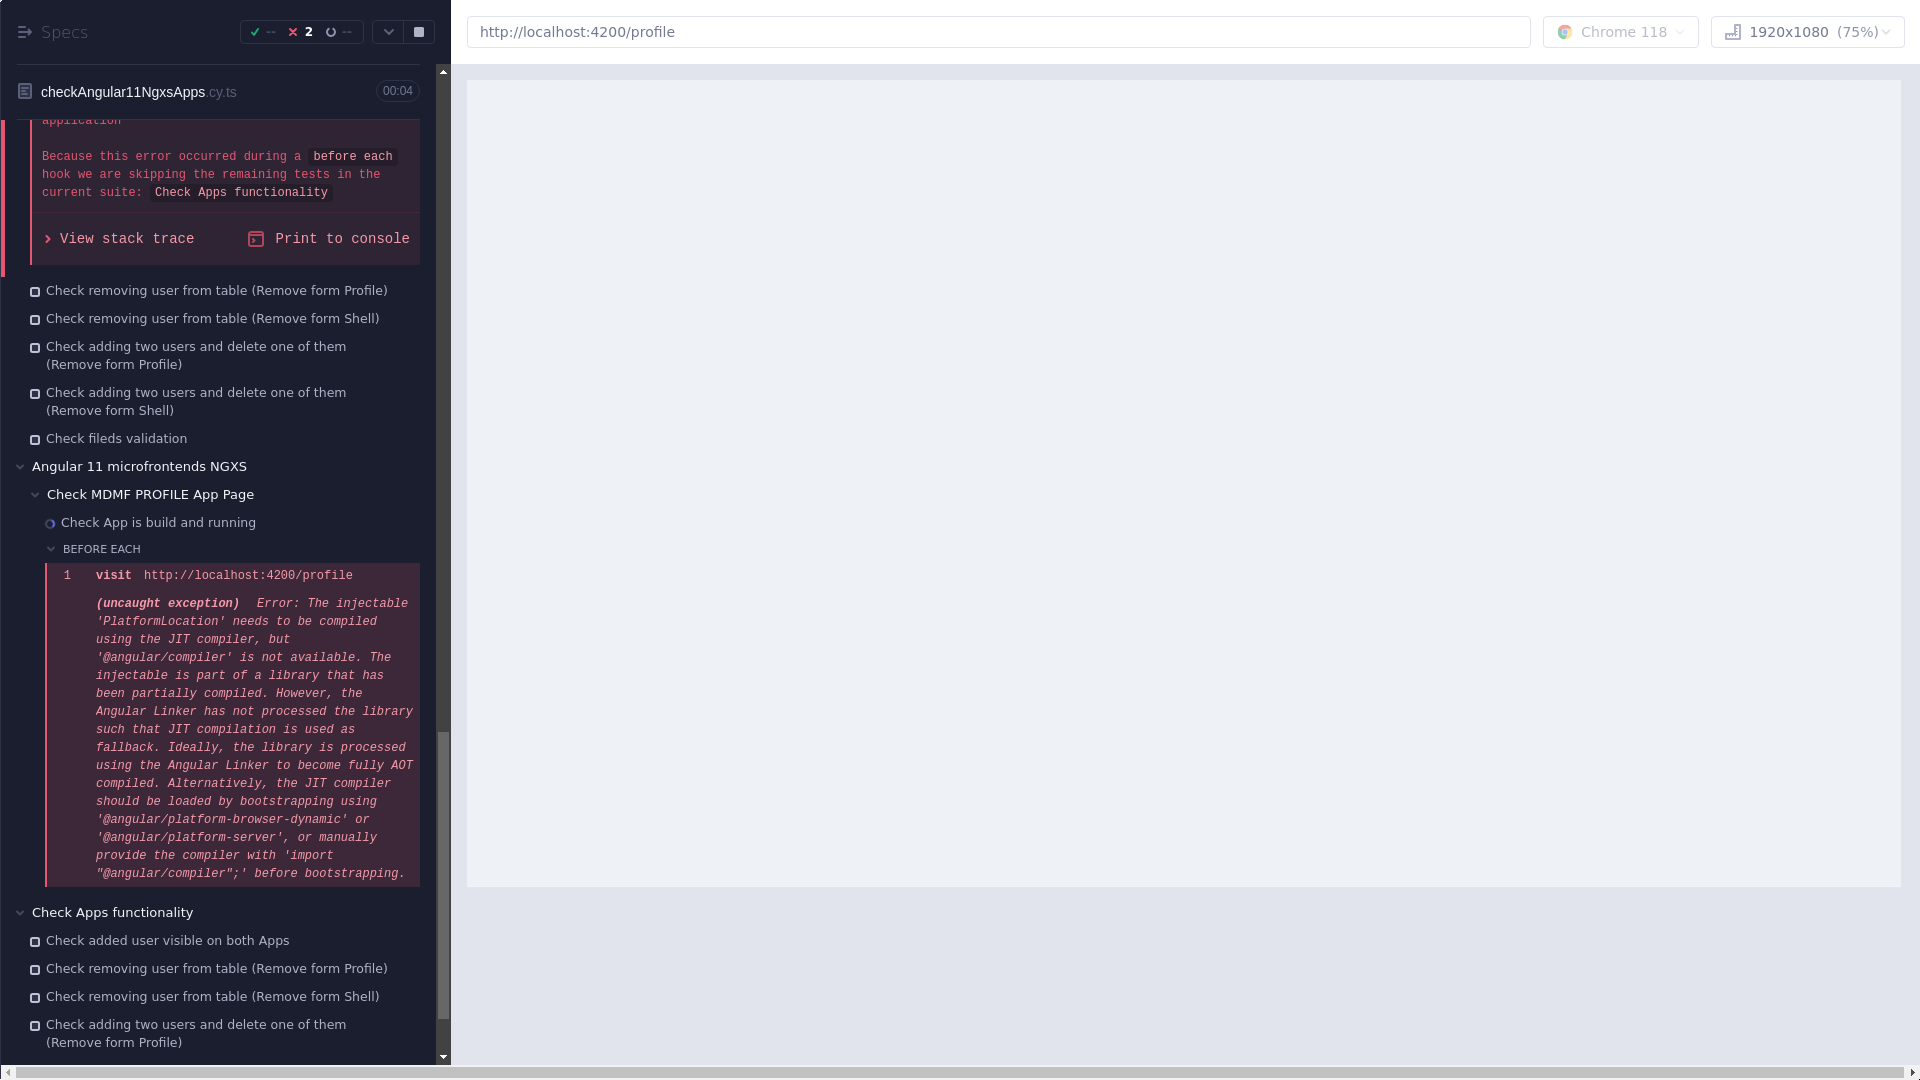 Specs
--
2
--
http://localhost:4200/profile
Chrome 118
1920x1080 (75%)
checkAngular11NgxsApps.cy.ts
00:04
application
Because this error occurred during a before each
hook we are skipping the remaining tests in the
current suite: Check Apps functionality
View stack trace
Print to console
Check removing user from table (Remove form Profile)
Check removing user from table (Remove form Shell)
Check adding two users and delete one of them
(Remove form Profile)
Check adding two users and delete one of them
(Remove form Shell)
Check fileds validation
Angular 11 microfrontends NGXS
Check MDMF PROFILE App Page
Check App is build and running
BEFORE EACH
1 visit http://localhost:4200/profile
(uncaught exception) Error: The injectable
'PlatformLocation' needs to be compiled
using the JIT compiler, but
'@angular/compiler' is not available. The
injectable is part of a library that has
been partially compiled. However, the
Angular Linker has not processed the library
such that JIT compilation is used as
fallback. Ideally, the library is processed
using the Angular Linker to become fully AOT
compiled. Alternatively, the JIT compiler
should be loaded by bootstrapping using
'@angular/platform-browser-dynamic' or
'@angular/platform-server', or manually
provide the compiler with 'import
"@angular/compiler";' before bootstrapping.
Check Apps functionality
Check added user visible on both Apps
Check removing user from table (Remove form Profile)
Check removing user from table (Remove form Shell)
Check adding two users and delete one of them
(Remove form Profile)